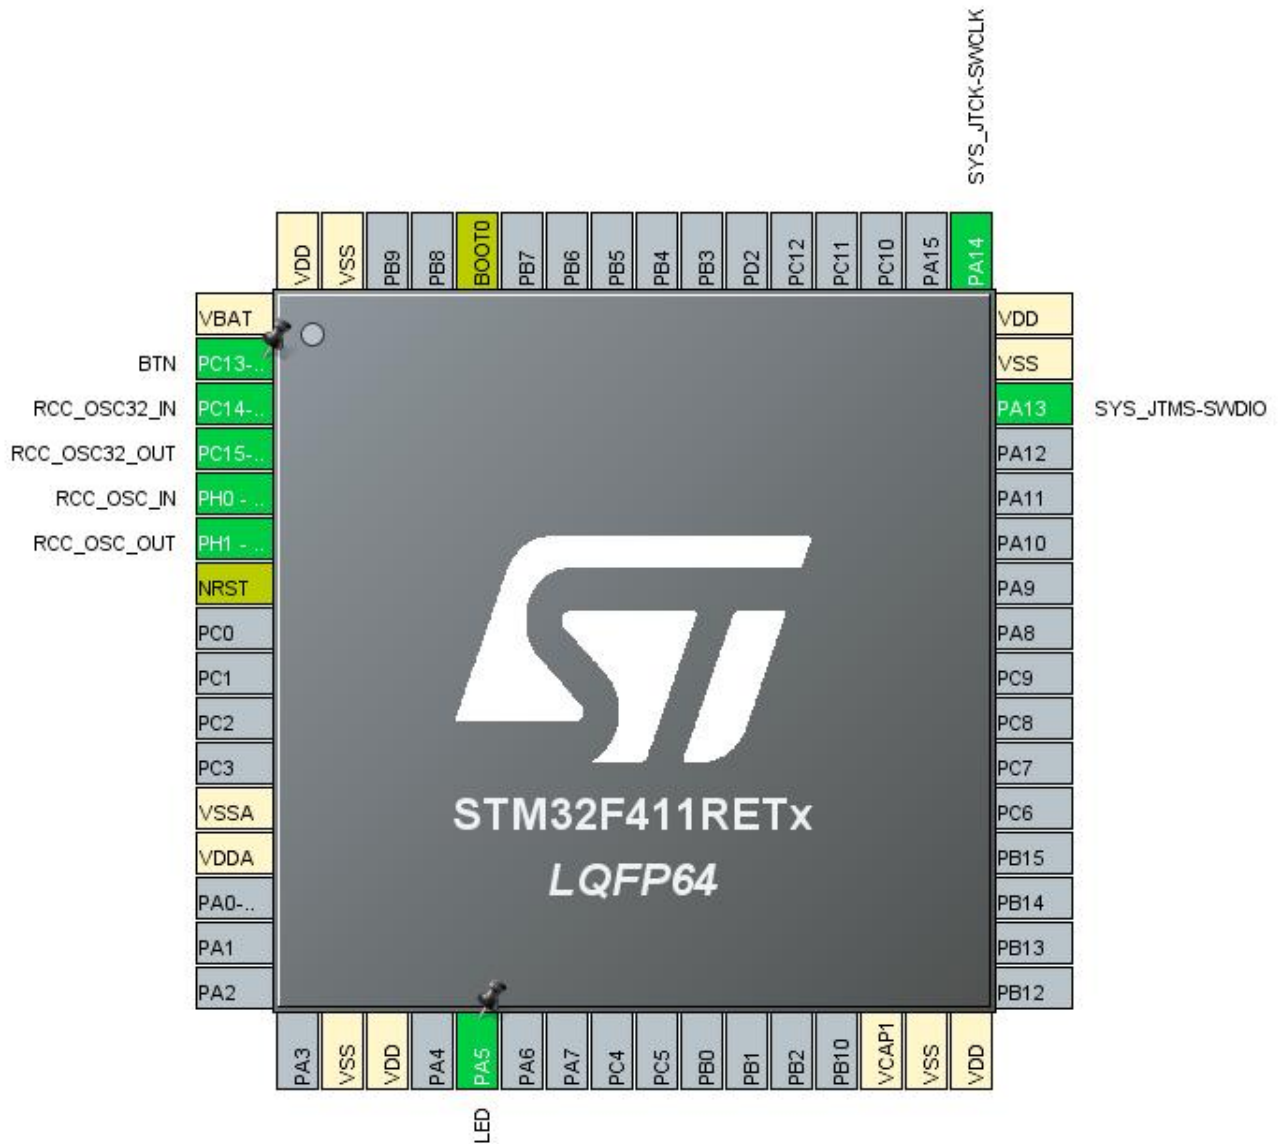 SYS_JTCK-SWCLK
VDD
VSS
PB9
PB8
BOOT0
PB7
PB6
PB5
PB4
PB3
PD2
PC12
PC11
PC10
PA15
PA14
VBAT
BTN PC13-..
RCC_OSC32_IN PC14-..
RCC_OSC32_OUT PC15-..
RCC_OSC_IN PH0 - ..
RCC_OSC_OUT PH1 - ..
NRST
PC0
PC1
PC2
PC3
VSSA
VDDA
PA0-..
PA1
PA2
VDD
VSS
PA13 SYS_JTMS-SWDIO
PA12
PA11
PA10
PA9
PA8
PC9
PC8
PC7
PC6
PB15
PB14
PB13
PB12
ST
STM32F411RETx
LQFP64
PA3
VSS
VDD
PA4
PA5
PA6
PA7
PC4
PC5
PB0
PB1
PB2
PB10
VCAP1
VSS
VDD
LED